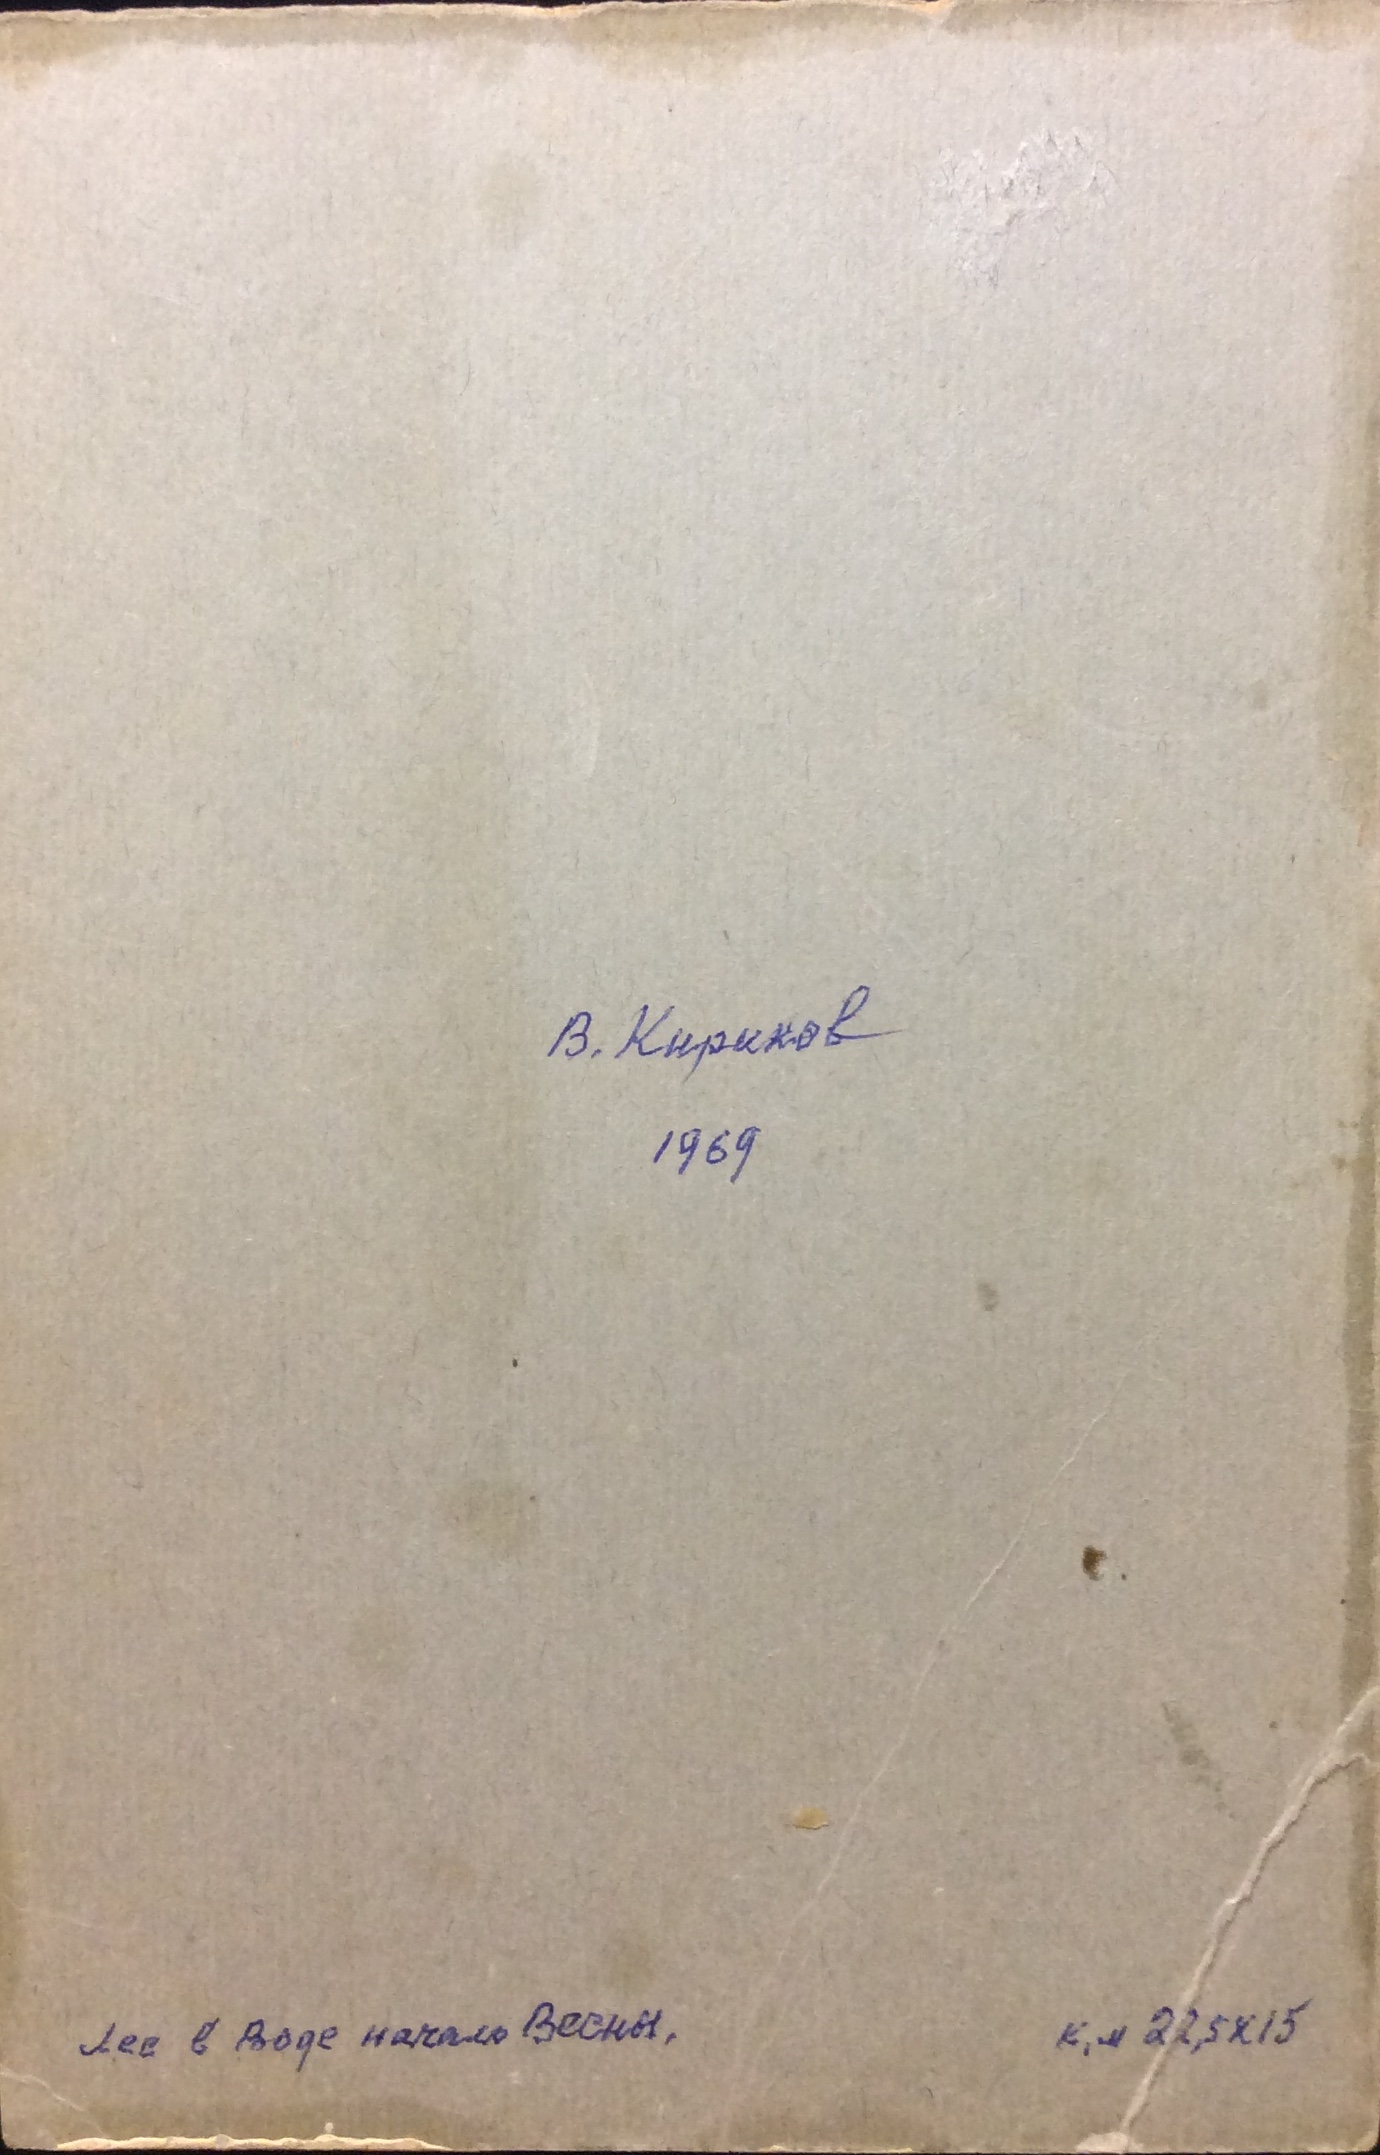 В. Кириков
1969
Лес в Воде начало Весны.
к,м 22,5х15